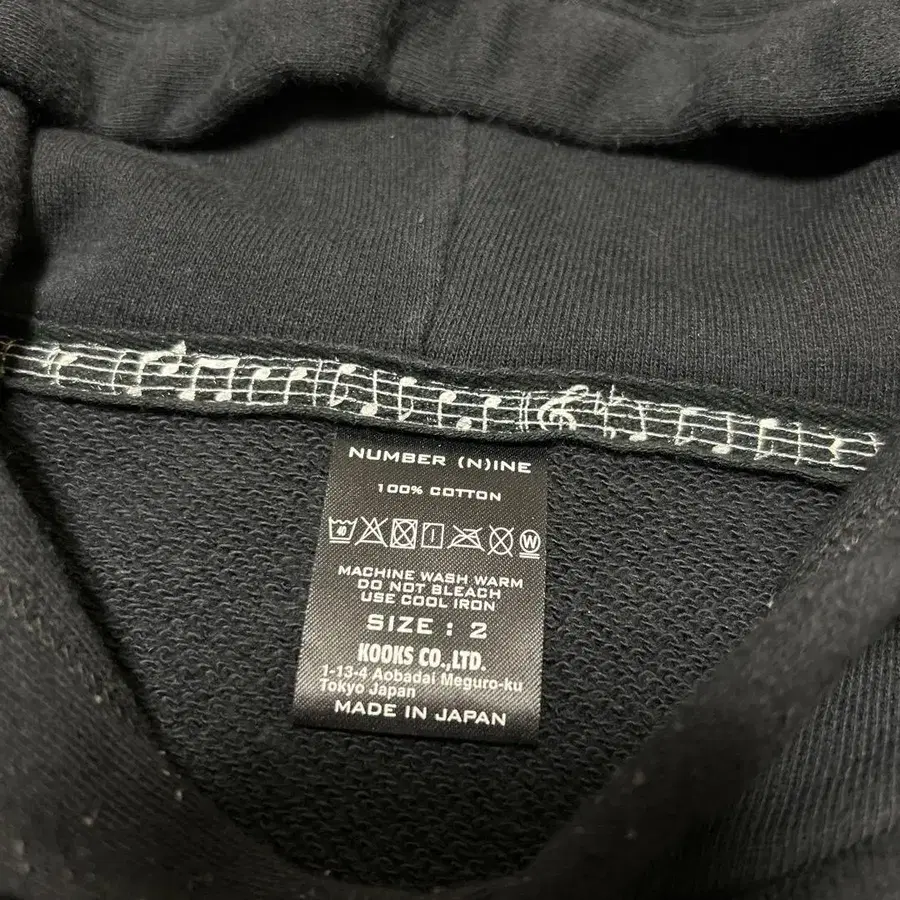 NUMBER (N)INE
100% COTTON
40 W
MACHINE WASH WARM
DO NOT BLEACH
USE COOL IRON
SIZE : 2
KOOKS CO.,LTD.
1-13-4 Aobadai Meguro-ku
Tokyo Japan
MADE IN JAPAN